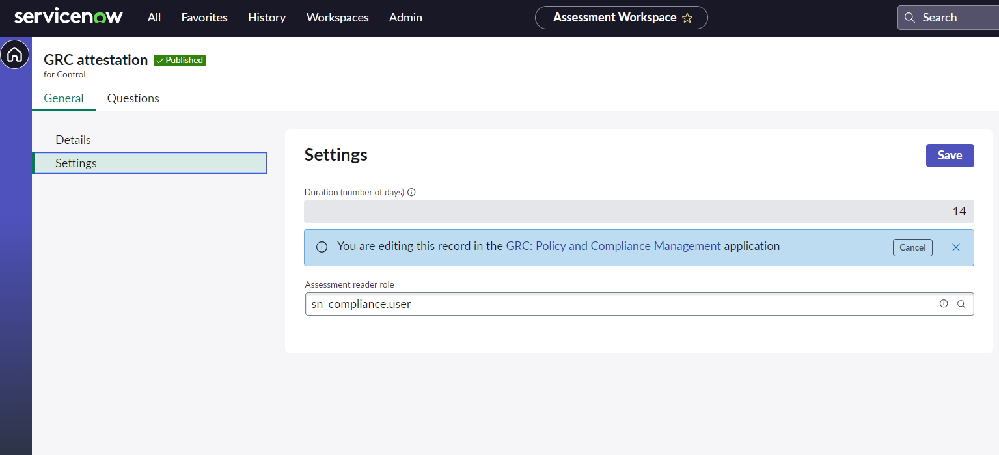 servicenow All Favorites History Workspaces Admin Assessment Workspace Search
GRC attestation Published
for Control
General Questions
Details
Settings
Settings
Save
Duration (number of days)
14
You are editing this record in the GRC: Policy and Compliance Management application Cancel
Assessment reader role
sn_compliance.user